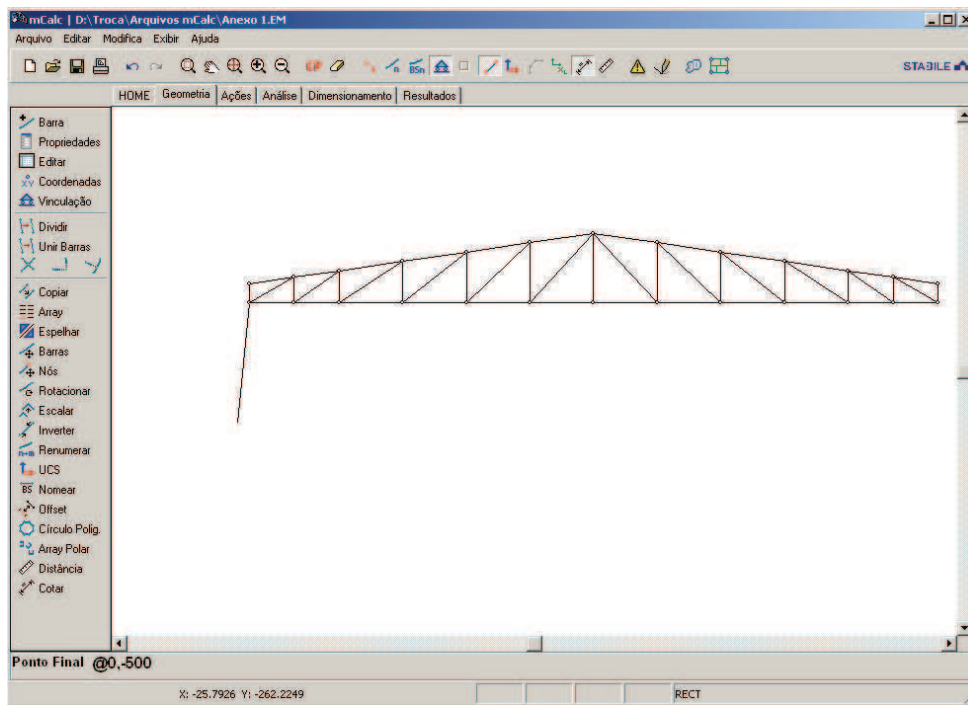 mCalc | D:\Troca\Arquivos mCalc\Anexo 1.EM
Arquivo Editar Modifica Exibir Ajuda
n BSn
STABILE
HOME Geometria Ações Análise Dimensionamento Resultados
Barra
Propriedades
Editar
XY Coordenadas
Vinculação
Dividir
Unir Barras
Copiar
Array
Espelhar
Barras
Nós
Rotacionar
Escalar
Inverter
Renumerar
UCS
BS Nomear
Offset
Círculo Polig.
Array Polar
Distância
Cotar
Ponto Final @0,-500
X: -25.7926 Y: -262.2249
RECT